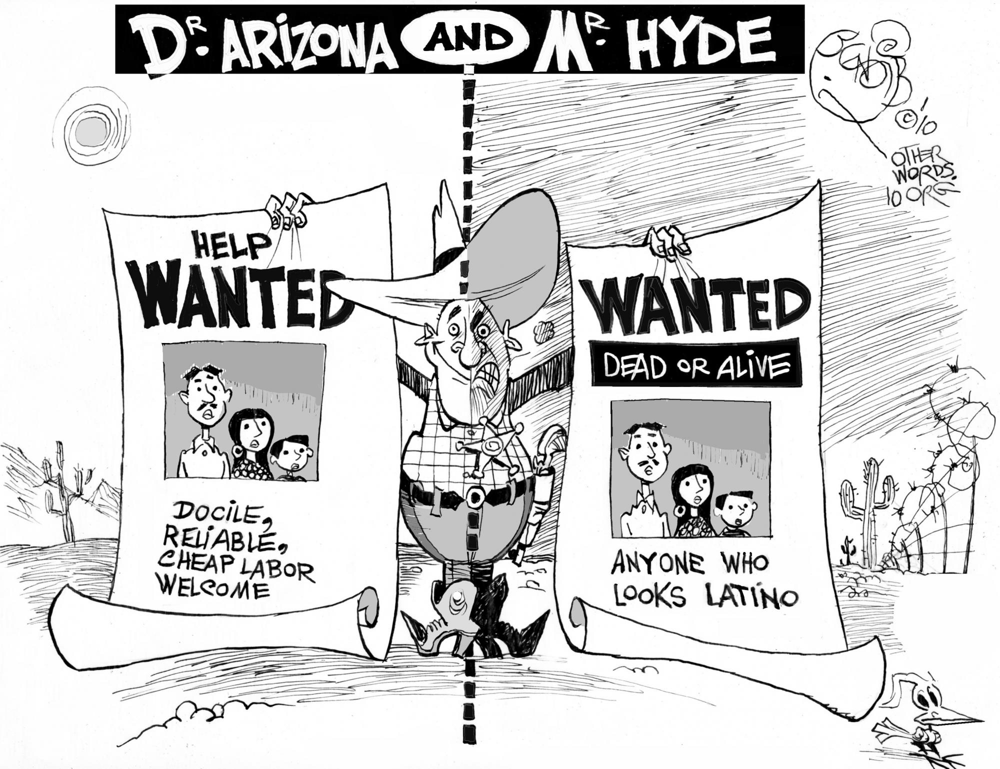 DR. ARIZONA AND MR. HYDE
©'10
OTHER
WORDS.
ORG
HELP
WANTED
DOCILE,
RELIABLE,
CHEAP LABOR
WELCOME
WANTED
DEAD OR ALIVE
ANYONE WHO
LOOKS LATINO